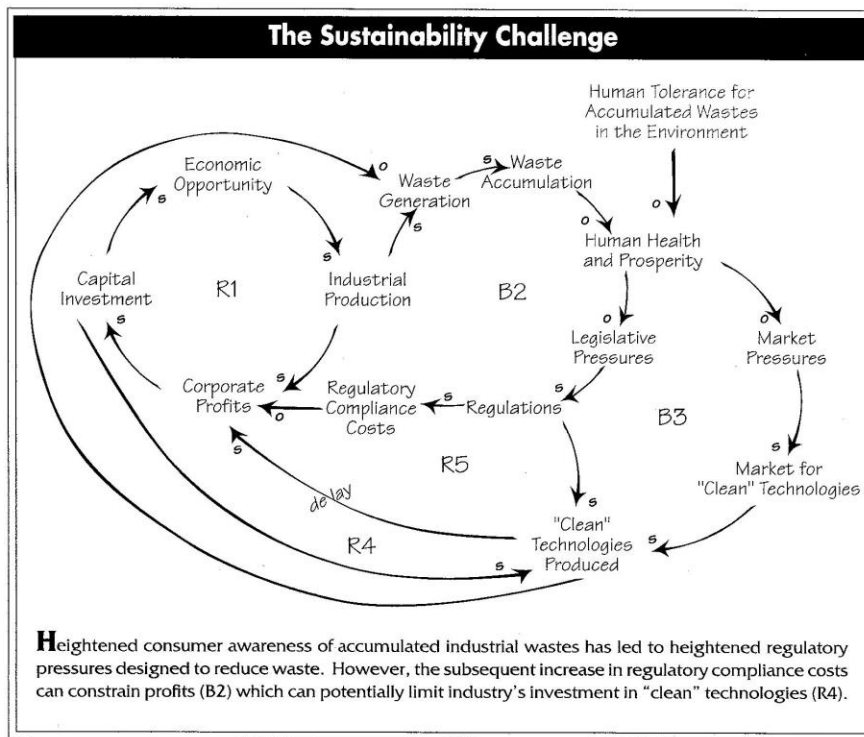 The Sustainability Challenge
Human Tolerance for
Accumulated Wastes
in the Environment
Economic
Opportunity
s
o
Waste
Generation
s
s
Waste
Accumulation
o
o
Human Health
and Prosperity
s
Capital
Investment
s
R1
Industrial
Production
B2
o
Legislative
Pressures
o
Market
Pressures
s
Corporate
Profits
o
Regulatory
Compliance
Costs
s
Regulations
s
B3
s
R5
s
Market for
"Clean" Technologies
delay
R4
s
s
"Clean"
Technologies
Produced
s
Heightened consumer awareness of accumulated industrial wastes has led to heightened regulatory
pressures designed to reduce waste. However, the subsequent increase in regulatory compliance costs
can constrain profits (B2) which can potentially limit industry's investment in "clean" technologies (R4).